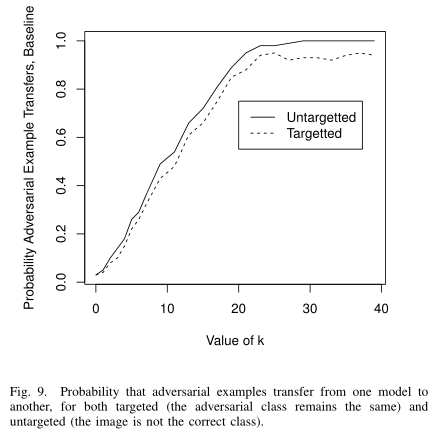 Probability Adversarial Example Transfers, Baseline
1.0
0.8
0.6
0.4
0.2
0.0
Untargetted
Targetted
0 10 20 30 40
Value of k
Fig. 9. Probability that adversarial examples transfer from one model to
another, for both targeted (the adversarial class remains the same) and
untargeted (the image is not the correct class).